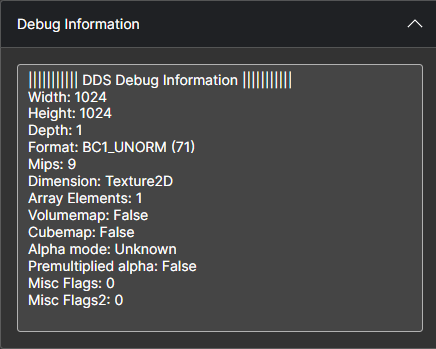 Debug Information
||||||||||| DDS Debug Information |||||||||||
Width: 1024
Height: 1024
Depth: 1
Format: BC1_UNORM (71)
Mips: 9
Dimension: Texture2D
Array Elements: 1
Volumemap: False
Cubemap: False
Alpha mode: Unknown
Premultiplied alpha: False
Misc Flags: 0
Misc Flags2: 0